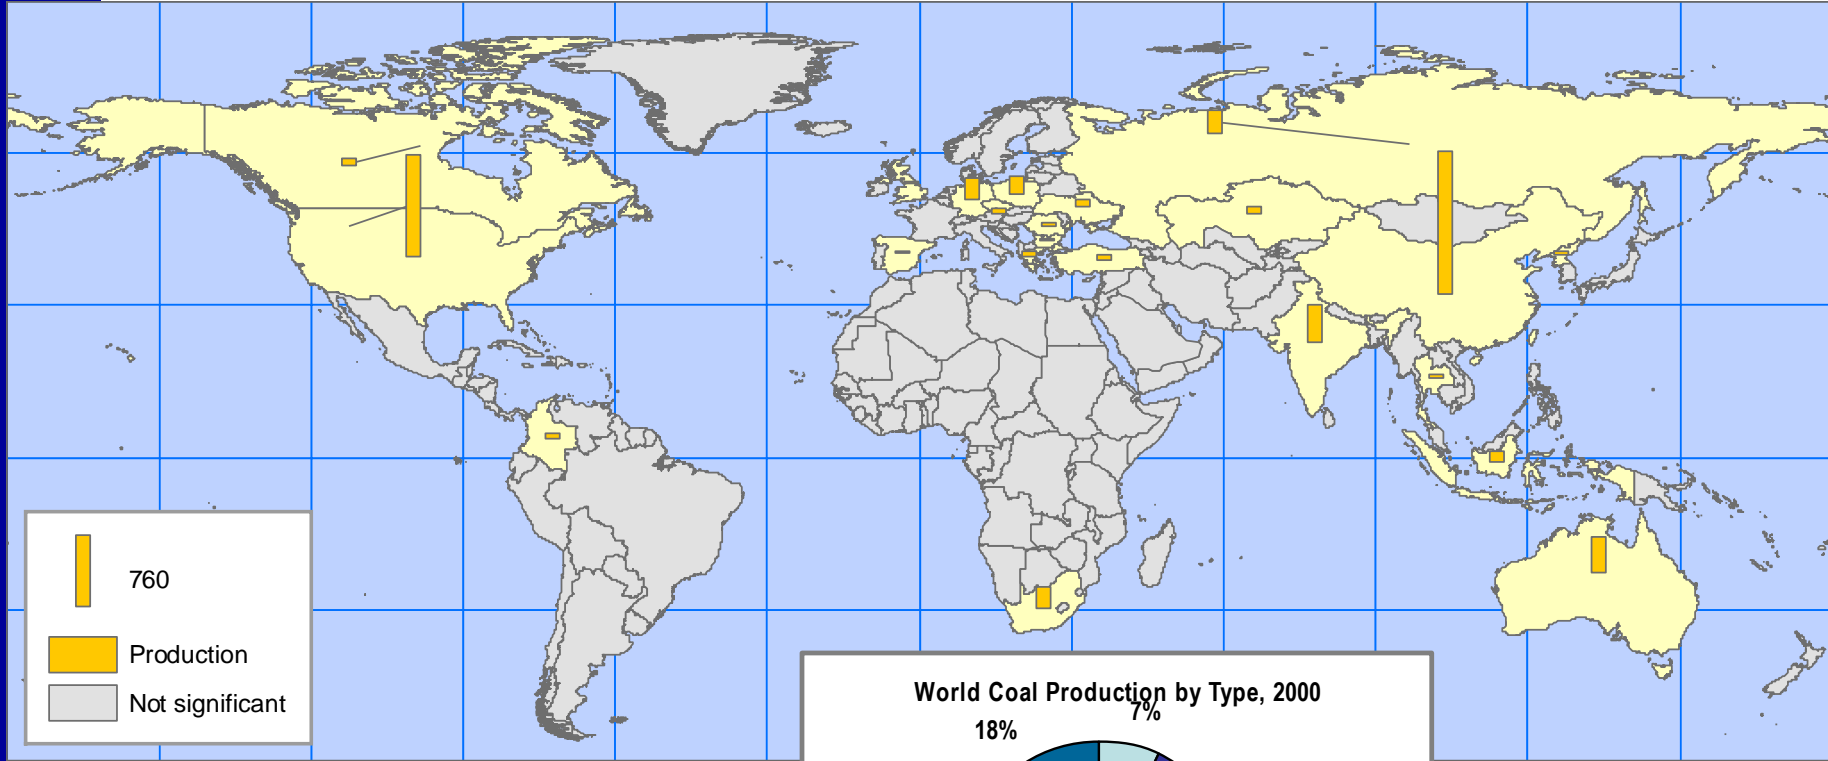 760
Production
Not significant
World Coal Production by Type, 2000
7%
18%